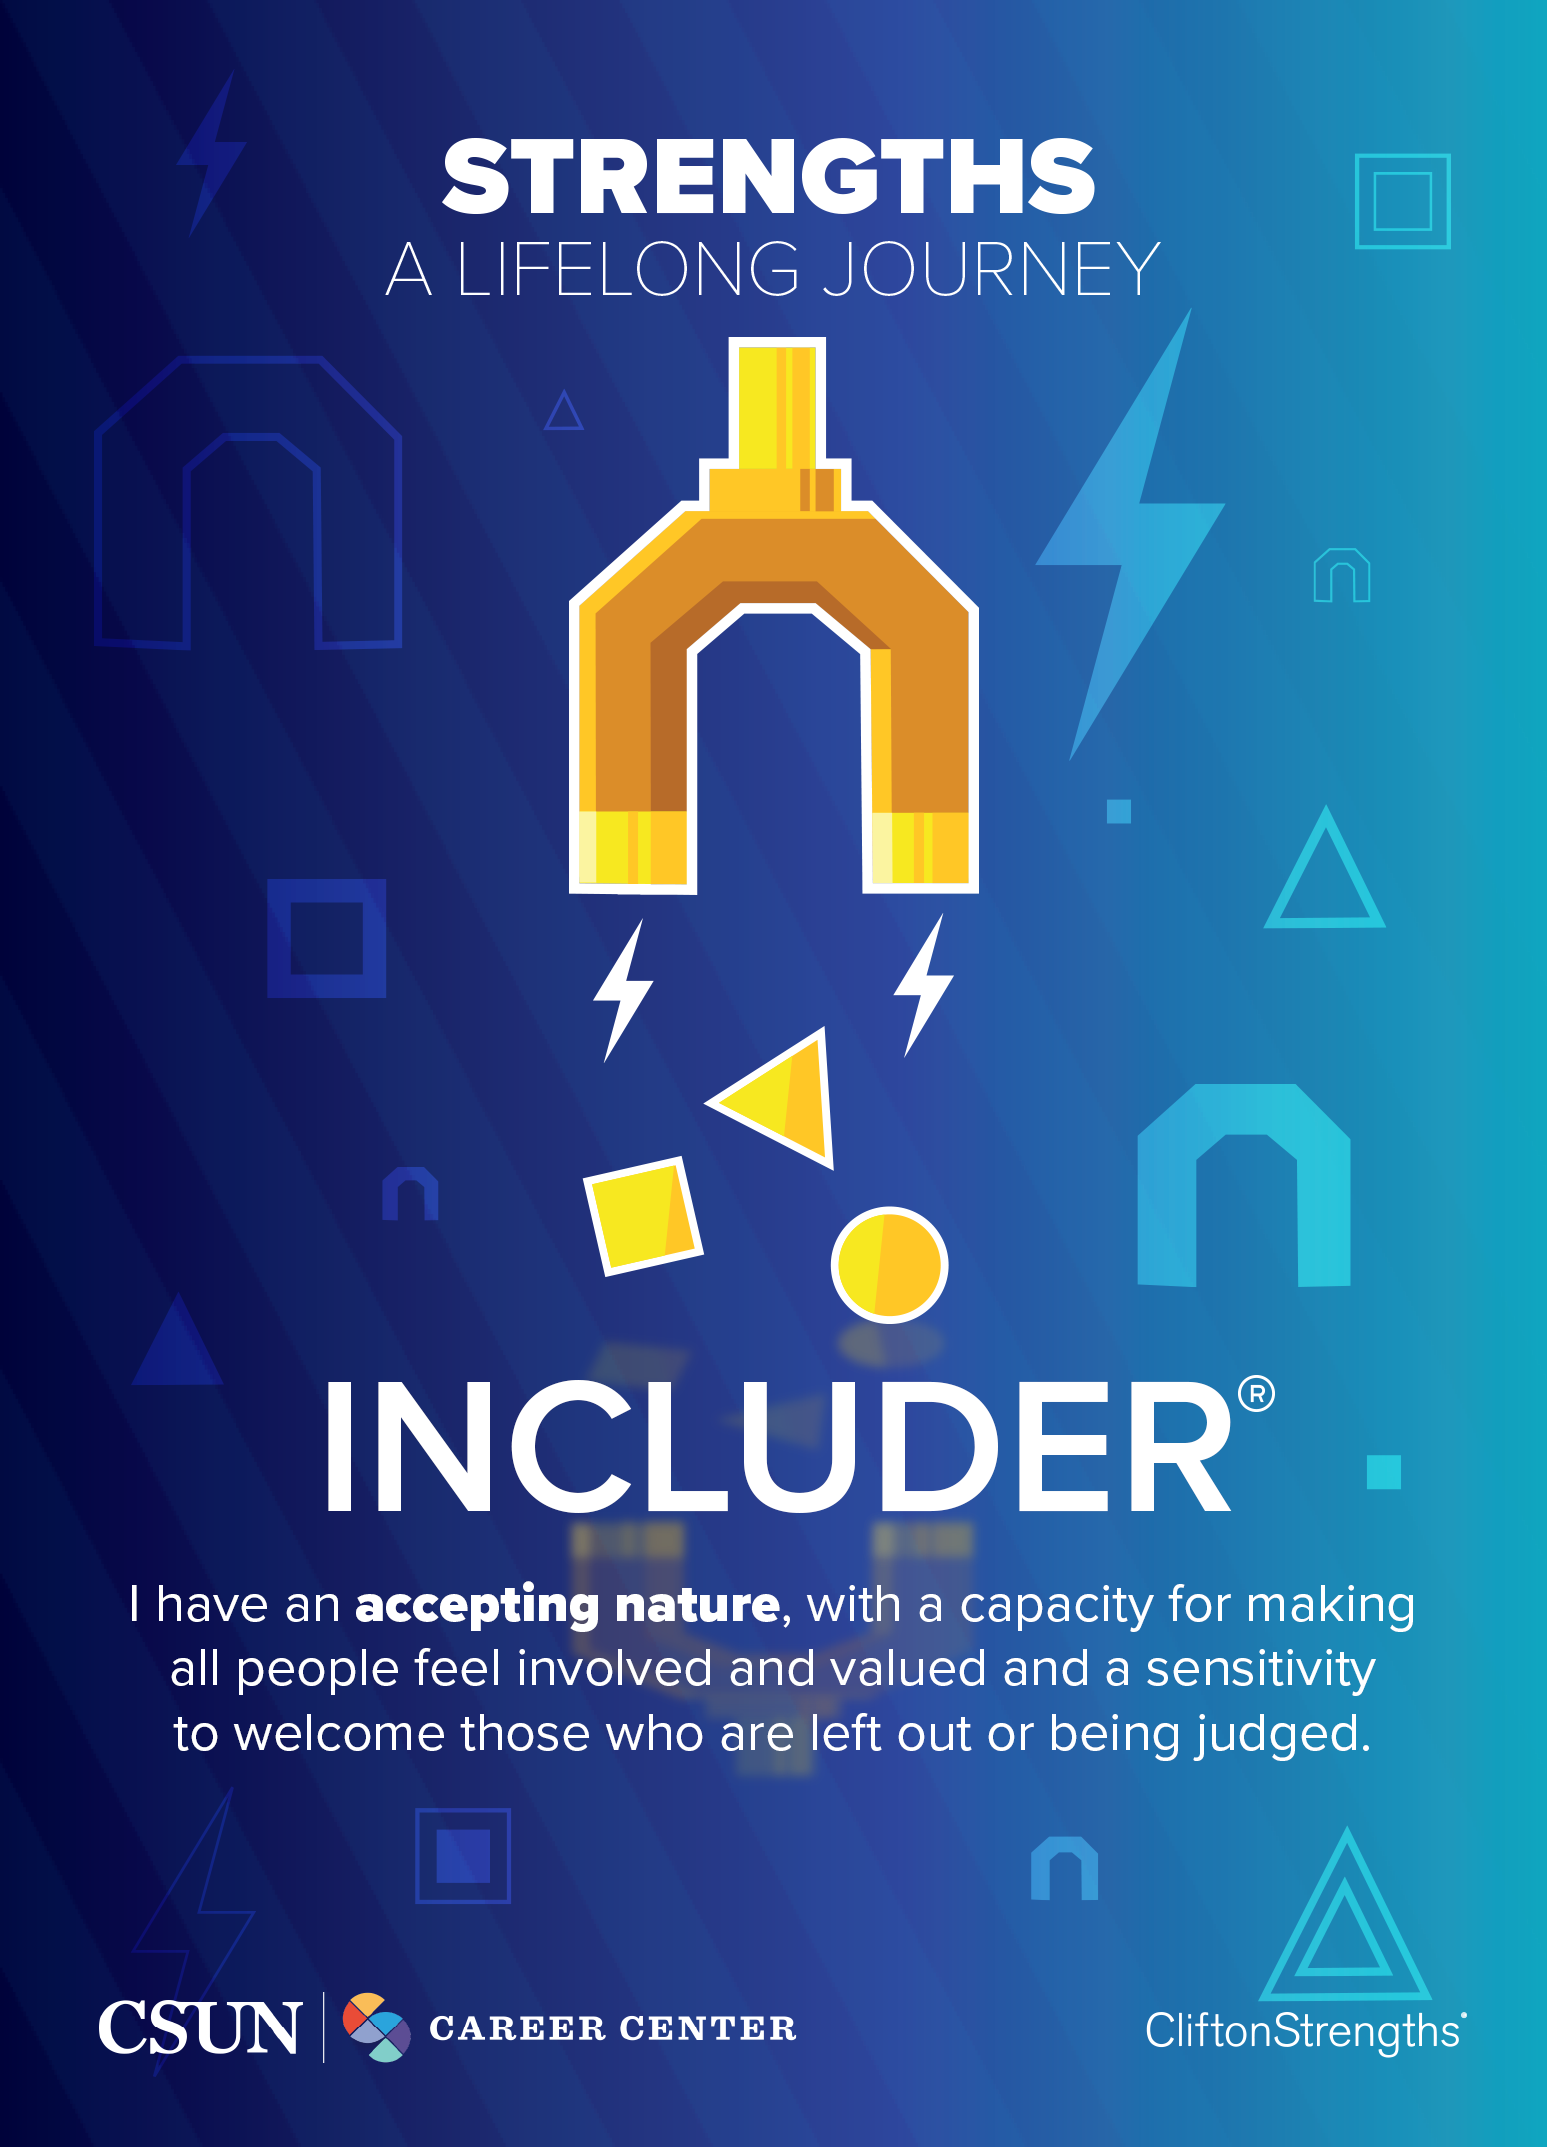 STRENGTHS
A LIFELONG JOURNEY
INCLUDER®
I have an accepting nature, with a capacity for making
all people feel involved and valued and a sensitivity
to welcome those who are left out or being judged.
CSUN | CAREER CENTER
CliftonStrengths®